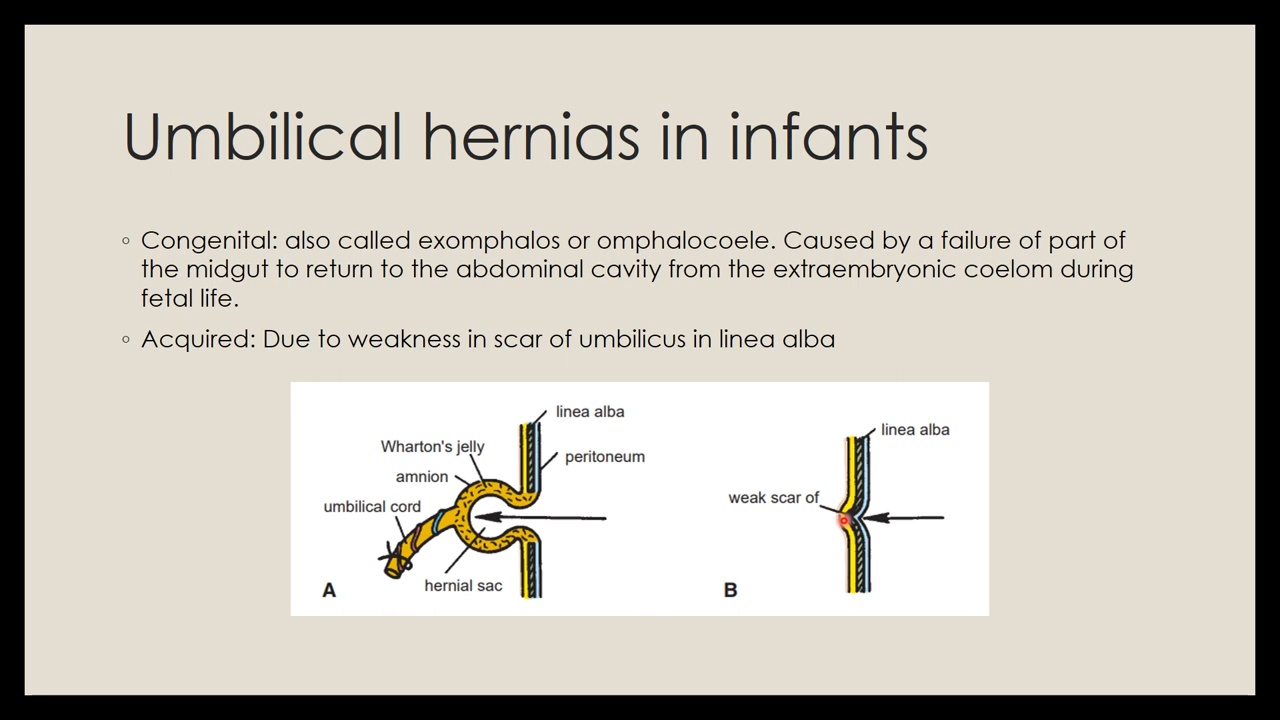 Umbilical hernias in infants
◦ Congenital: also called exomphalos or omphalocoele. Caused by a failure of part of
the midgut to return to the abdominal cavity from the extraembryonic coelom during
fetal life.
◦ Acquired: Due to weakness in scar of umbilicus in linea alba
linea alba
Wharton's jelly
peritoneum
amnion
umbilical cord
hernial sac
A
linea alba
weak scar of
B